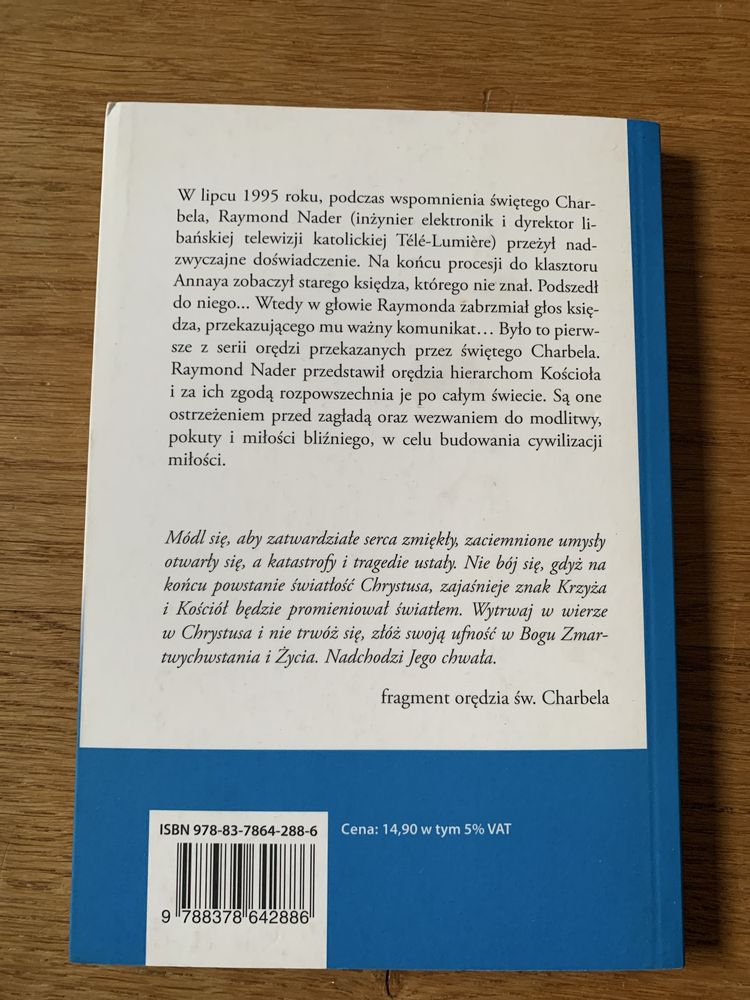 W lipcu 1995 roku, podczas wspomnienia świętego Char-
bela, Raymond Nader (inżynier elektronik i dyrektor li-
bańskiej telewizji katolickiej Télé-Lumière) przeżył nad-
zwyczajne doświadczenie. Na końcu procesji do klasztoru
Annaya zobaczył starego księdza, którego nie znał. Podszedł
do niego... Wtedy w głowie Raymonda zabrzmiał głos księ-
dza, przekazującego mu ważny komunikat... Było to pierw-
sze z serii orędzi przekazanych przez świętego Charbela.
Raymond Nader przedstawił orędzia hierarchom Kościoła
i za ich zgodą rozpowszechnia je po całym świecie. Są one
ostrzeżeniem przed zagładą oraz wezwaniem do modlitwy,
pokuty i miłości bliźniego, w celu budowania cywilizacji
miłości.
Módl się, aby zatwardziałe serca zmiękły, zaciemnione umysły
otwarły się, a katastrofy i tragedie ustały. Nie bój się, gdyż na
końcu powstanie światłość Chrystusa, zajaśnieje znak Krzyża
i Kościół będzie promieniował światłem. Wytrwaj w wierze
w Chrystusa i nie trwóż się, złóż swoją ufność w Bogu Zmar-
twychwstania i Życia. Nadchodzi Jego chwała.
fragment orędzia św. Charbela
ISBN 978-83-7864-288-6
Cena: 14,90 w tym 5% VAT
9 788378 642886